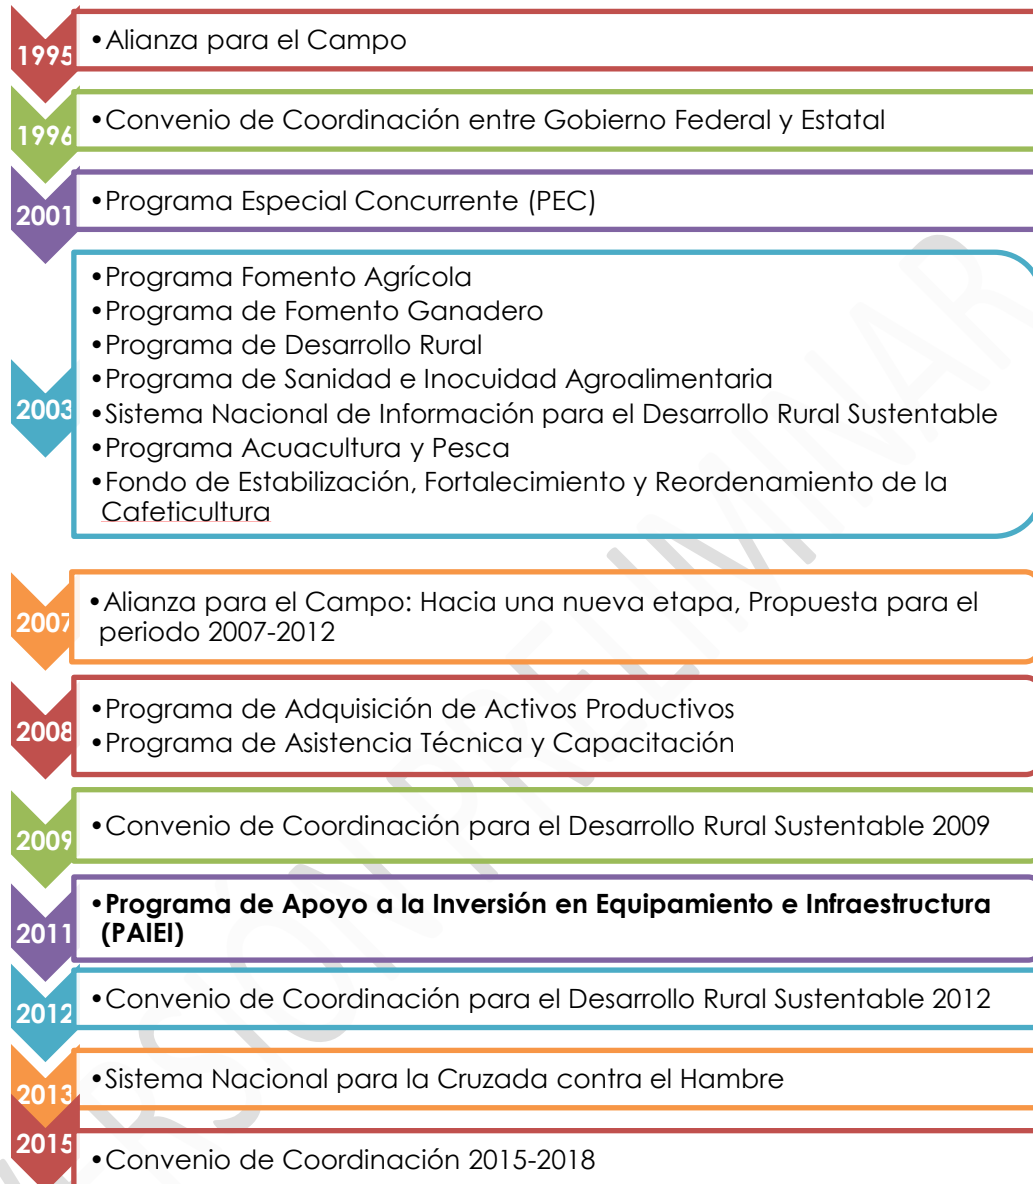 1995
•Alianza para el Campo
1996
•Convenio de Coordinación entre Gobierno Federal y Estatal
2001
•Programa Especial Concurrente (PEC)
2003
•Programa Fomento Agrícola
•Programa de Fomento Ganadero
•Programa de Desarrollo Rural
•Programa de Sanidad e Inocuidad Agroalimentaria
•Sistema Nacional de Información para el Desarrollo Rural Sustentable
•Programa Acuacultura y Pesca
•Fondo de Estabilización, Fortalecimiento y Reordenamiento de la
Cafeticultura
2007
•Alianza para el Campo: Hacia una nueva etapa, Propuesta para el
periodo 2007-2012
2008
•Programa de Adquisición de Activos Productivos
•Programa de Asistencia Técnica y Capacitación
2009
•Convenio de Coordinación para el Desarrollo Rural Sustentable 2009
2011
•Programa de Apoyo a la Inversión en Equipamiento e Infraestructura
(PAIEI)
2012
•Convenio de Coordinación para el Desarrollo Rural Sustentable 2012
2013
•Sistema Nacional para la Cruzada contra el Hambre
2015
•Convenio de Coordinación 2015-2018
VERSIÓN PRELIMINAR